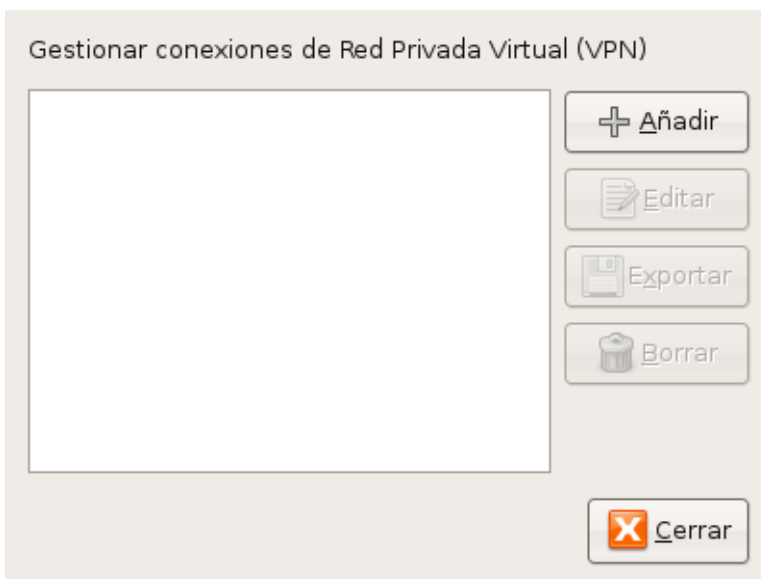 Gestionar conexiones de Red Privada Virtual (VPN)
Añadir
Editar
Exportar
Borrar
Cerrar